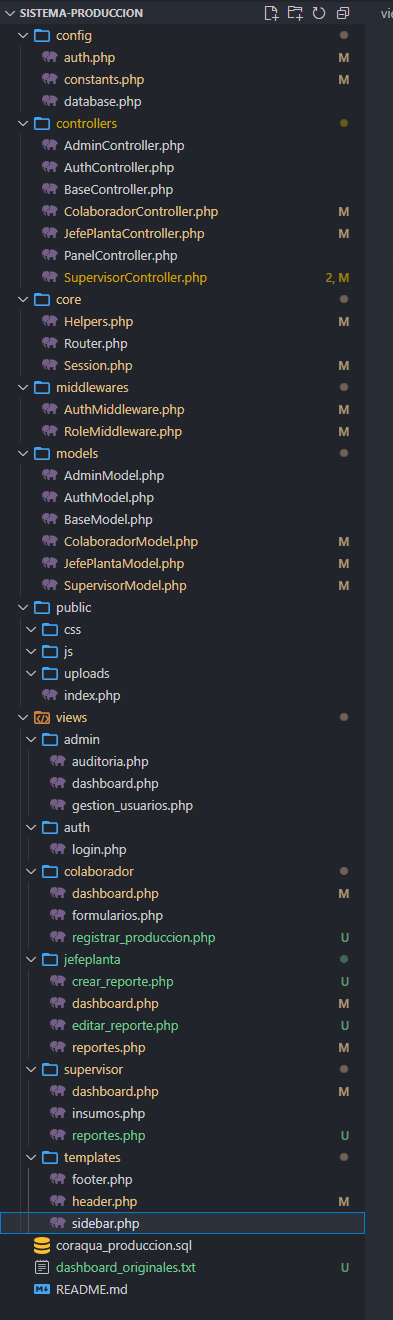 SISTEMA-PRODUCCION
vie
config
auth.php M
constants.php M
database.php
controllers
AdminController.php
AuthController.php
BaseController.php
ColaboradorController.php M
JefePlantaController.php M
PanelController.php
SupervisorController.php 2, M
core
Helpers.php M
Router.php
Session.php M
middlewares
AuthMiddleware.php M
RoleMiddleware.php M
models
AdminModel.php
AuthModel.php
BaseModel.php
ColaboradorModel.php M
JefePlantaModel.php M
SupervisorModel.php M
public
css
js
uploads
index.php
views
admin
auditoria.php
dashboard.php
gestion_usuarios.php
auth
login.php
colaborador
dashboard.php M
formularios.php
registrar_produccion.php U
jefeplanta
crear_reporte.php U
dashboard.php M
editar_reporte.php U
reportes.php M
supervisor
dashboard.php M
insumos.php
reportes.php U
templates
footer.php
header.php M
sidebar.php
coraqua_produccion.sql
dashboard_originales.txt U
README.md